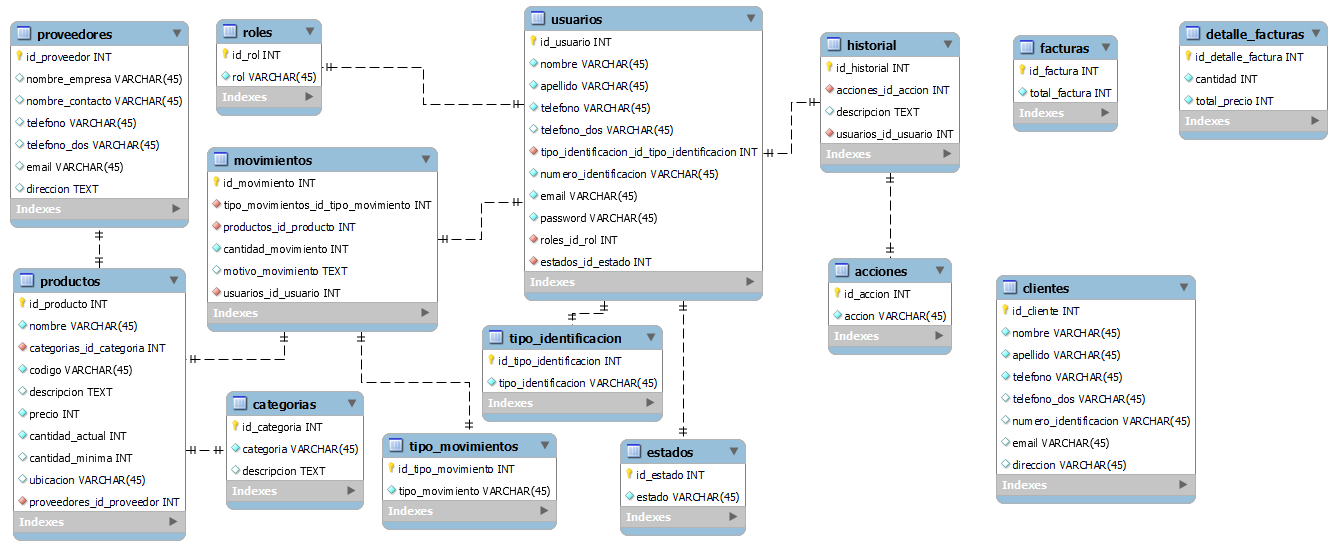 proveedores
id_proveedor INT
nombre_empresa VARCHAR(45)
nombre_contacto VARCHAR(45)
telefono VARCHAR(45)
telefono_dos VARCHAR(45)
email VARCHAR(45)
direccion TEXT
Indexes
roles
id_rol INT
rol VARCHAR(45)
Indexes
usuarios
id_usuario INT
nombre VARCHAR(45)
apellido VARCHAR(45)
telefono VARCHAR(45)
telefono_dos VARCHAR(45)
tipo_identificacion_id_tipo_identificacion INT
numero_identificacion VARCHAR(45)
email VARCHAR(45)
password VARCHAR(45)
roles_id_rol INT
estados_id_estado INT
Indexes
historial
id_historial INT
acciones_id_accion INT
descripcion TEXT
usuarios_id_usuario INT
Indexes
facturas
id_factura INT
total_factura INT
Indexes
detalle_facturas
id_detalle_factura INT
cantidad INT
total_precio INT
Indexes
movimientos
id_movimiento INT
tipo_movimientos_id_tipo_movimiento INT
productos_id_producto INT
cantidad_movimiento INT
motivo_movimiento TEXT
usuarios_id_usuario INT
Indexes
productos
id_producto INT
nombre VARCHAR(45)
categorias_id_categoria INT
codigo VARCHAR(45)
descripcion TEXT
precio INT
cantidad_actual INT
cantidad_minima INT
ubicacion VARCHAR(45)
proveedores_id_proveedor INT
Indexes
categorias
id_categoria INT
categoria VARCHAR(45)
descripcion TEXT
Indexes
tipo_movimientos
id_tipo_movimiento INT
tipo_movimiento VARCHAR(45)
Indexes
tipo_identificacion
id_tipo_identificacion INT
tipo_identificacion VARCHAR(45)
Indexes
estados
id_estado INT
estado VARCHAR(45)
Indexes
acciones
id_accion INT
accion VARCHAR(45)
Indexes
clientes
id_cliente INT
nombre VARCHAR(45)
apellido VARCHAR(45)
telefono VARCHAR(45)
telefono_dos VARCHAR(45)
numero_identificacion VARCHAR(45)
email VARCHAR(45)
direccion VARCHAR(45)
Indexes